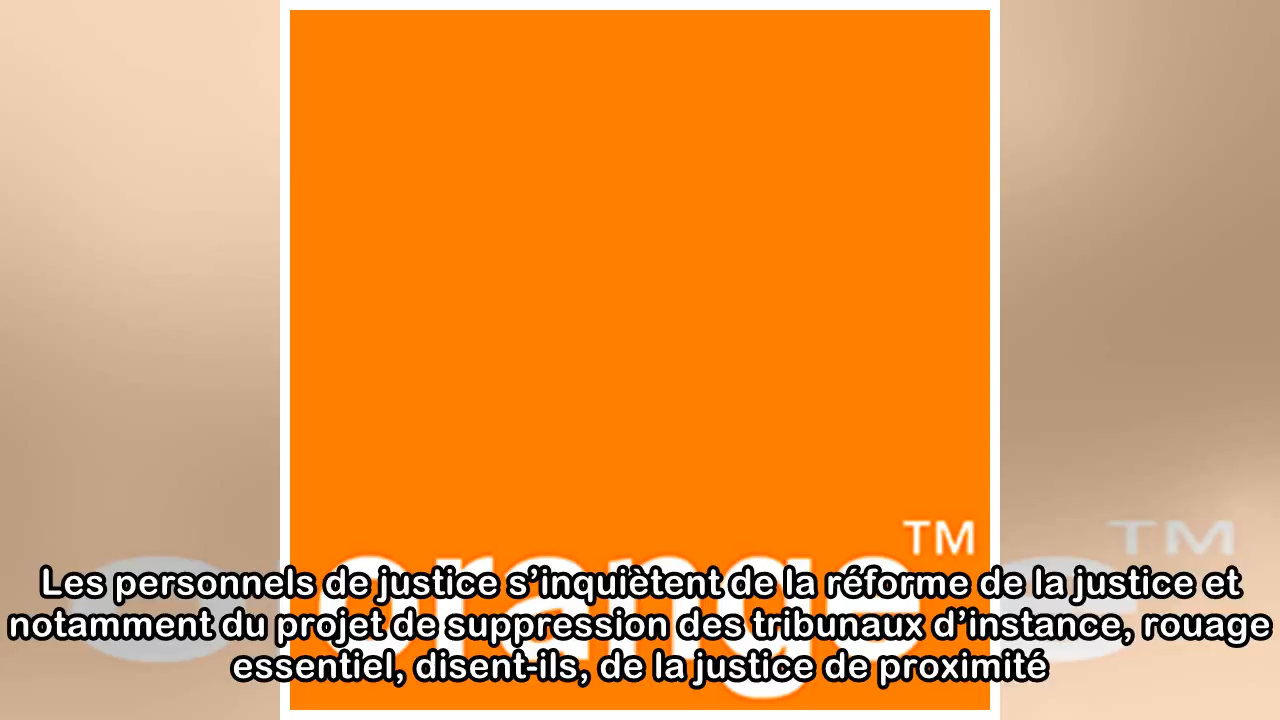 TM
TM
orange
Les personnels de justice s’inquiètent de la réforme de la justice et
notamment du projet de suppression des tribunaux d’instance, rouage
essentiel, disent-ils, de la justice de proximité